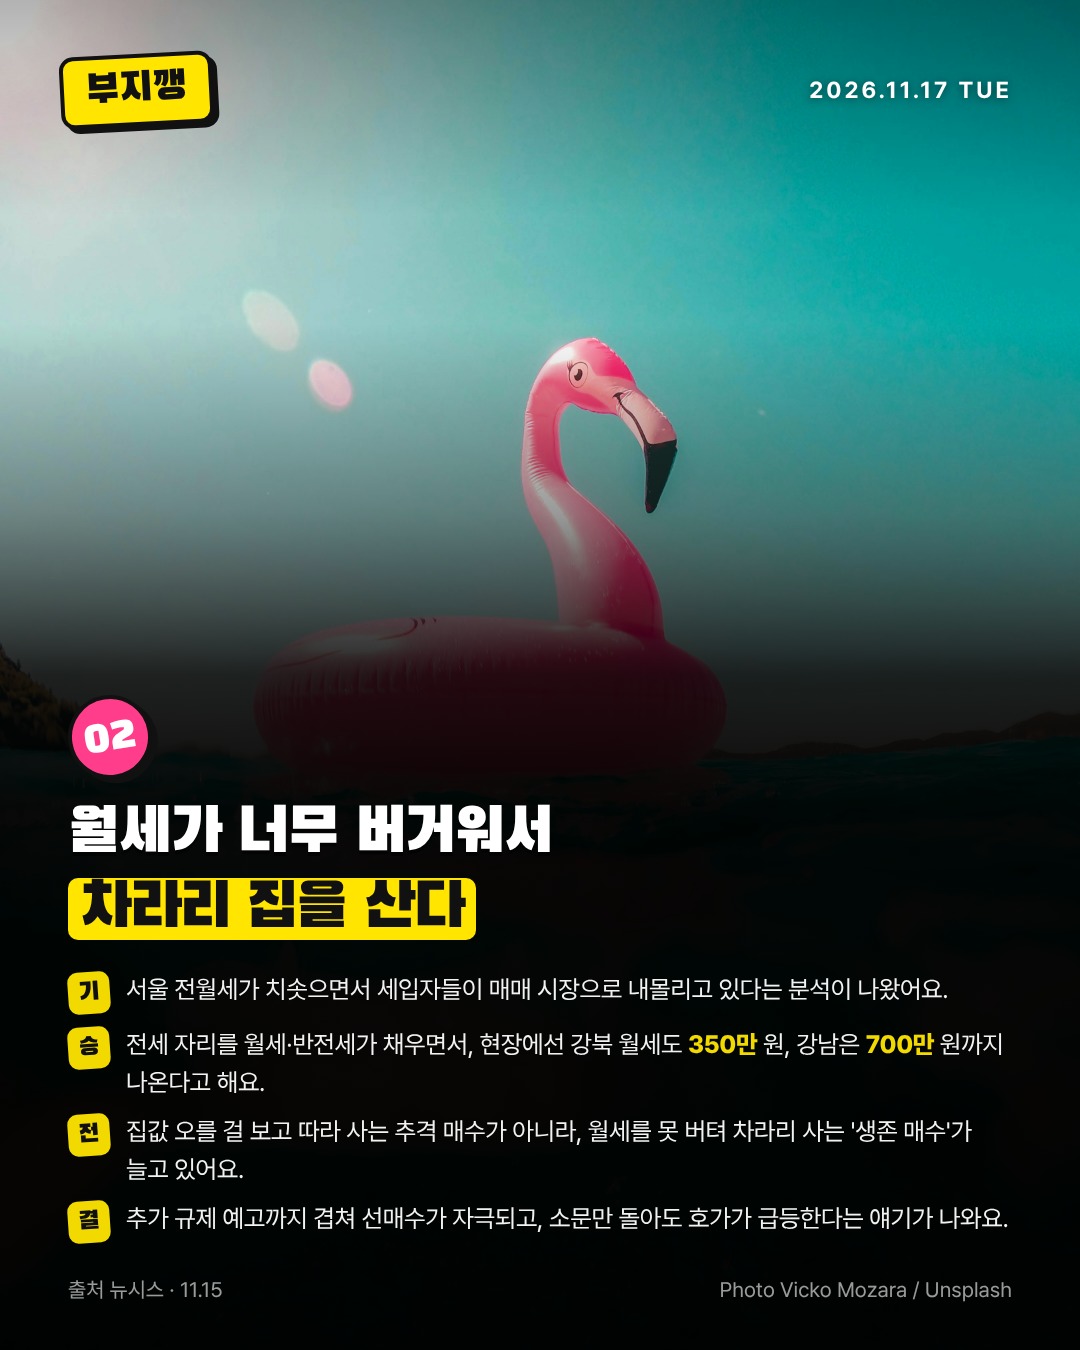 부지깽
2026.11.17 TUE
02
월세가 너무 버거워서
차라리 집을 산다
기 서울 전월세가 치솟으면서 세입자들이 매매 시장으로 내몰리고 있다는 분석이 나왔어요.
승 전세 자리를 월세·반전세가 채우면서, 현장에선 강북 월세도 350만 원, 강남은 700만 원까지
나온다고 해요.
전 집값 오를 걸 보고 따라 사는 추격 매수가 아니라, 월세를 못 버텨 차라리 사는 '생존 매수'가
늘고 있어요.
결 추가 규제 예고까지 겹쳐 선매수가 자극되고, 소문만 돌아도 호가가 급등한다는 얘기가 나와요.
출처 뉴시스 · 11.15
Photo Vicko Mozara / Unsplash